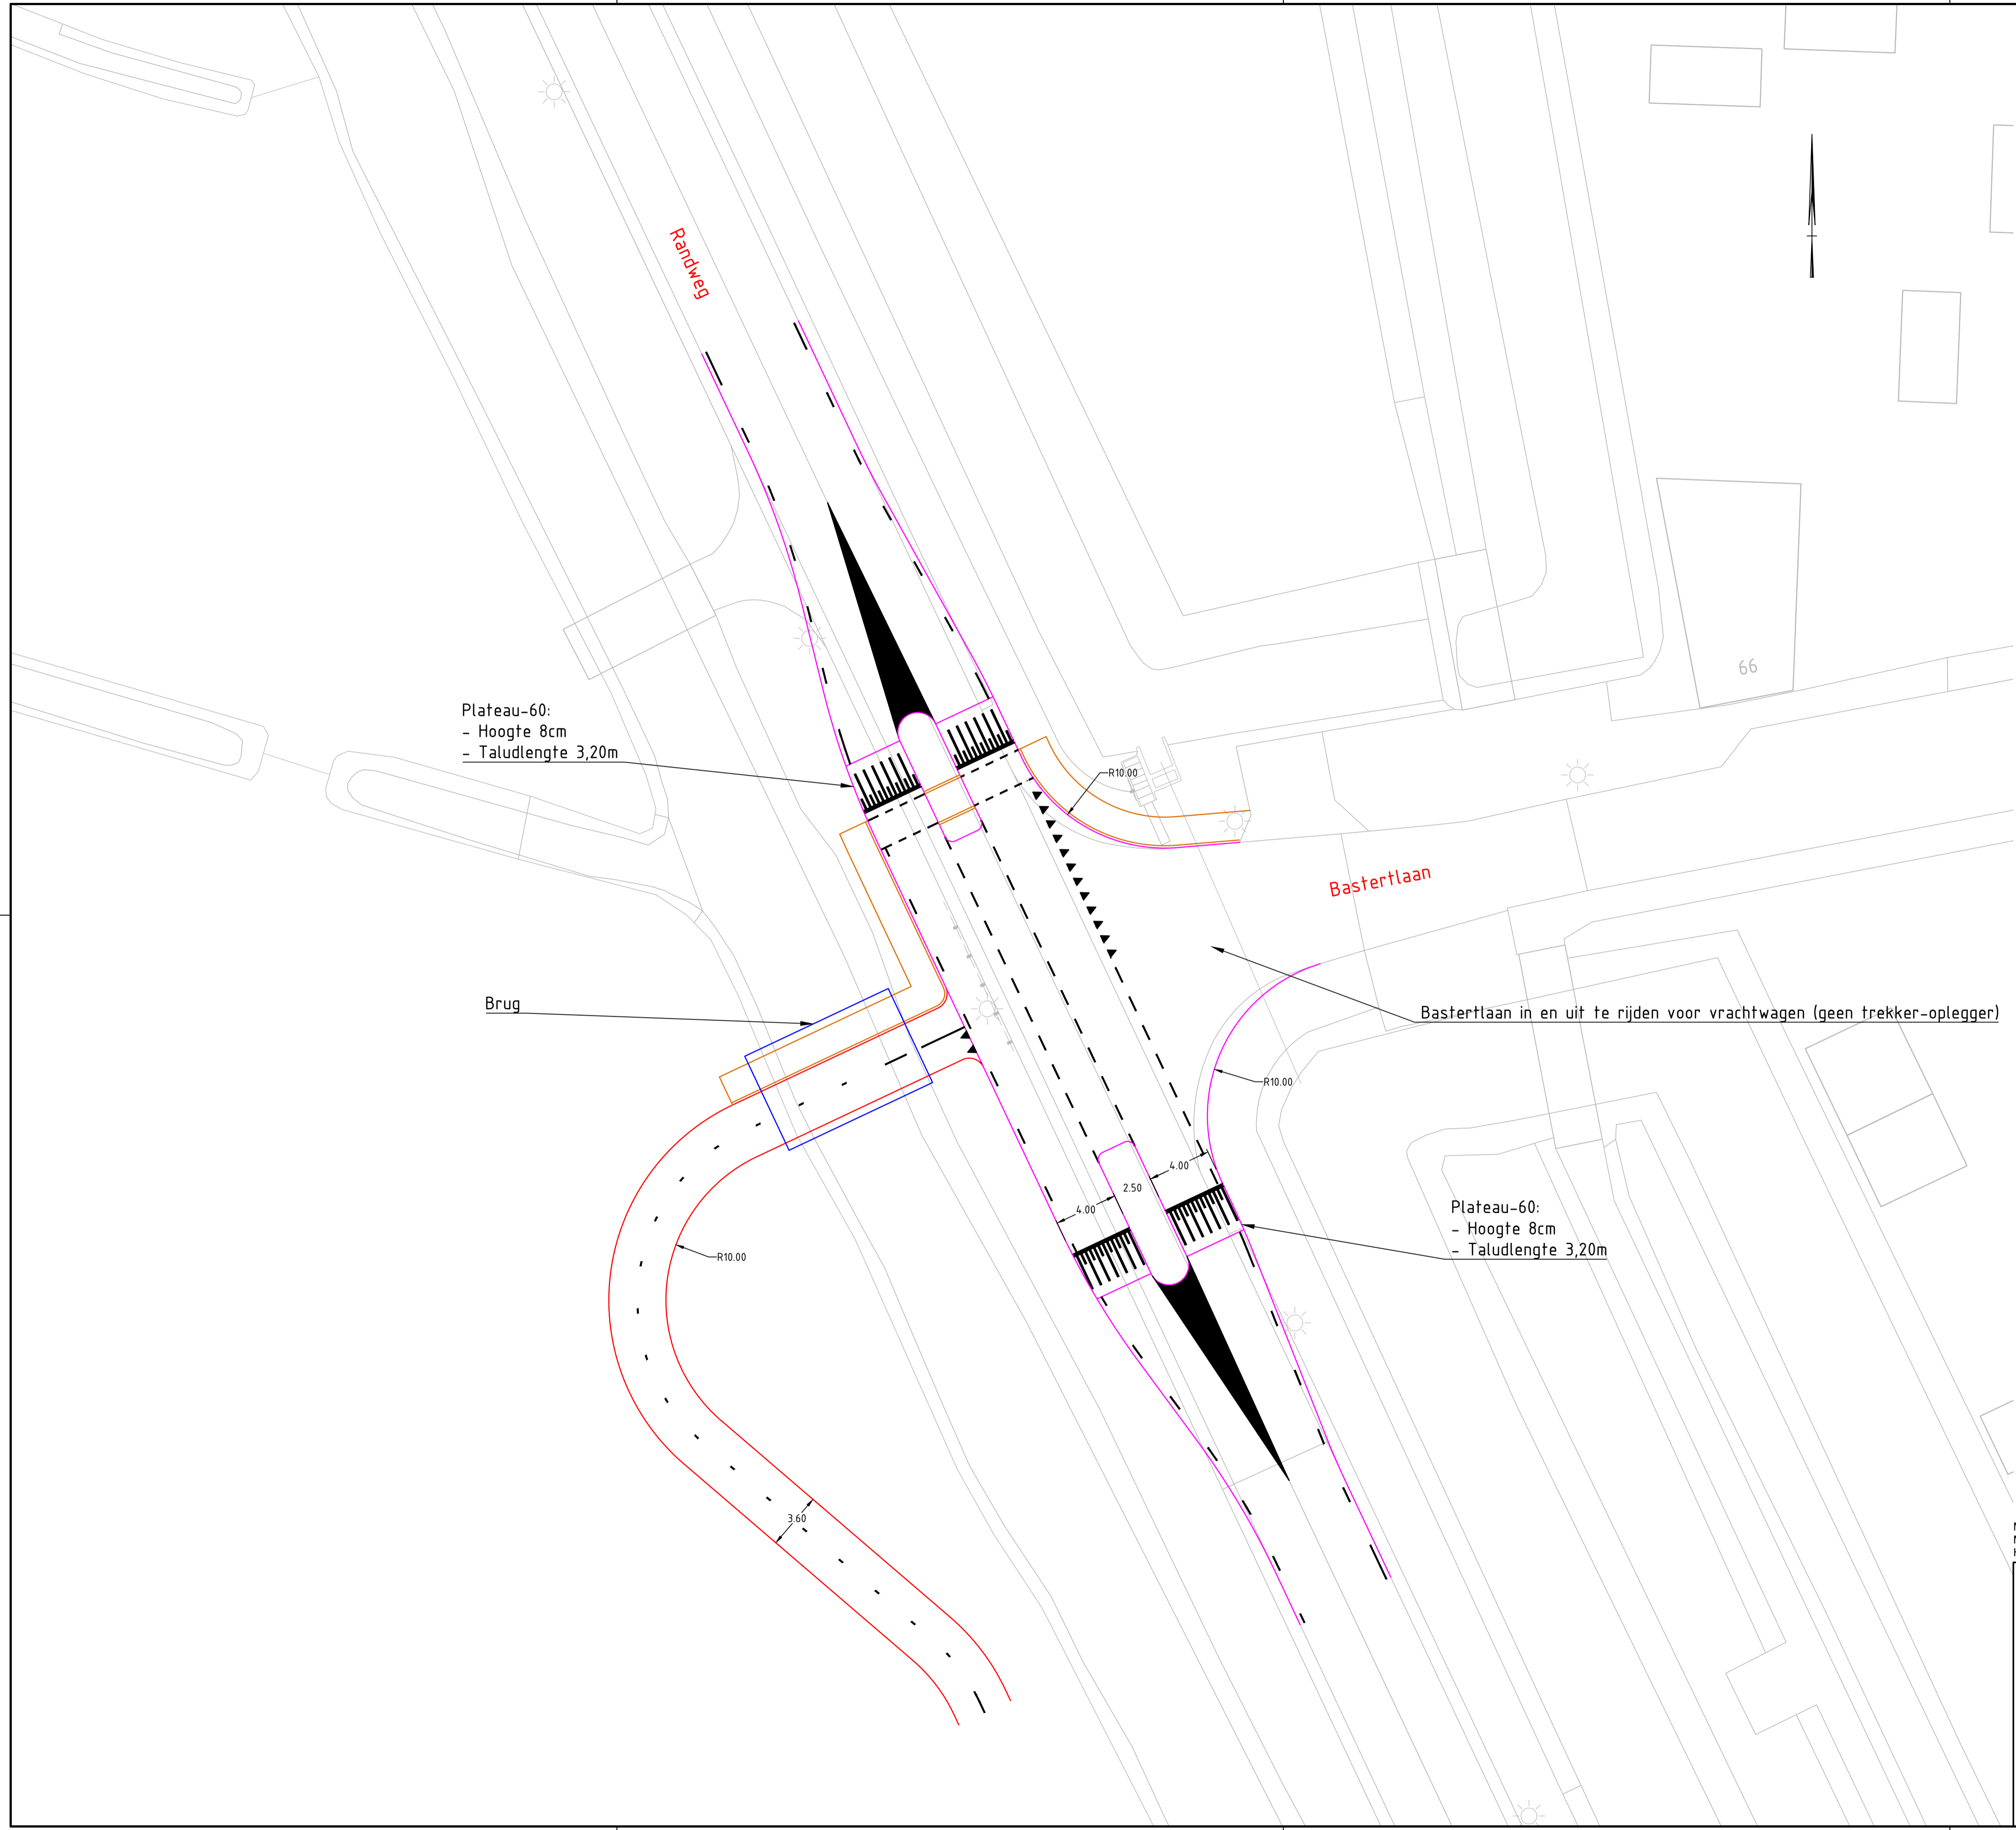 Randweg
66
Plateau-60:
- Hoogte 8cm
- Taludlengte 3,20m
R10.00
Bastertlaan
Brug
Bastertlaan in en uit te rijden voor vrachtwagen (geen trekker-oplegger)
R10.00
4.00
2.50
4.00
Plateau-60:
- Hoogte 8cm
- Taludlengte 3,20m
R10.00
3.60